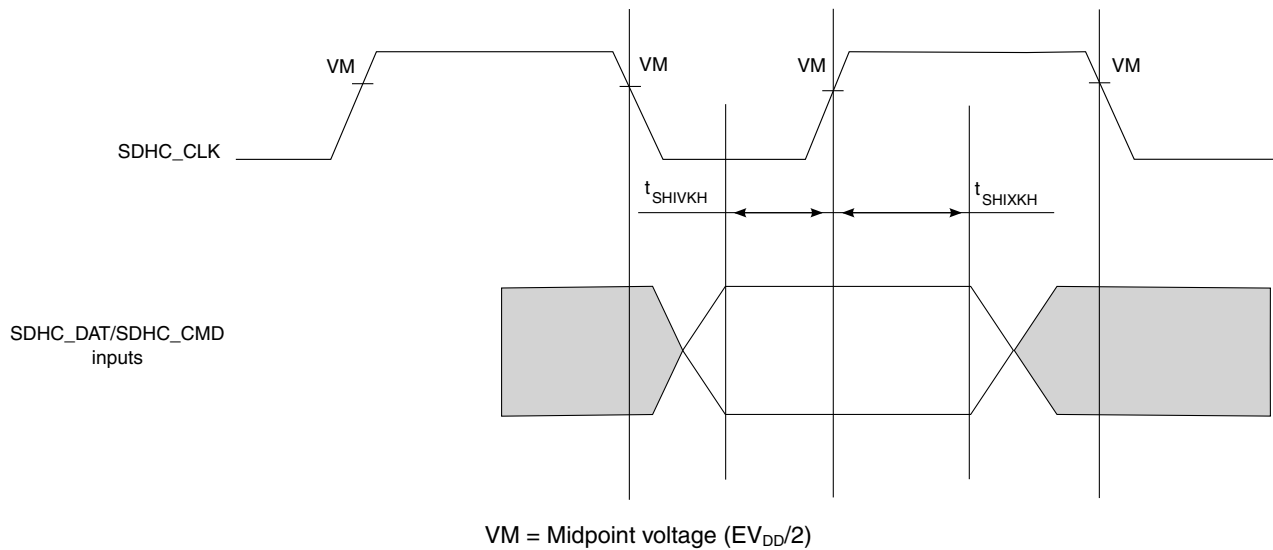 VM
VM
VM
VM
SDHC_CLK
tSHIVKH
tSHIXKH
SDHC_DAT/SDHC_CMD
inputs
VM = Midpoint voltage (EVDD/2)